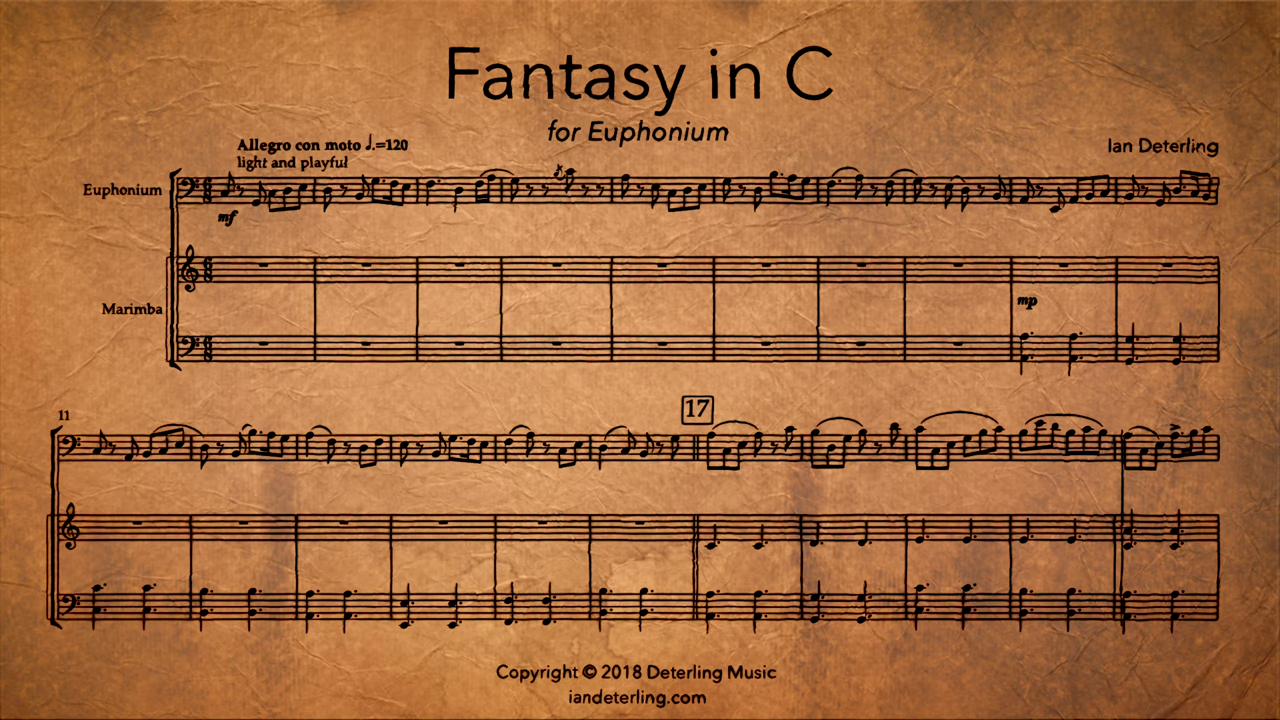 Fantasy in C
for Euphonium
Allegro con moto ♩.=120
light and playful
Ian Deterling
Euphonium
mf
Marimba
mp
11
17
Copyright © 2018 Deterling Music
iandeterling.com